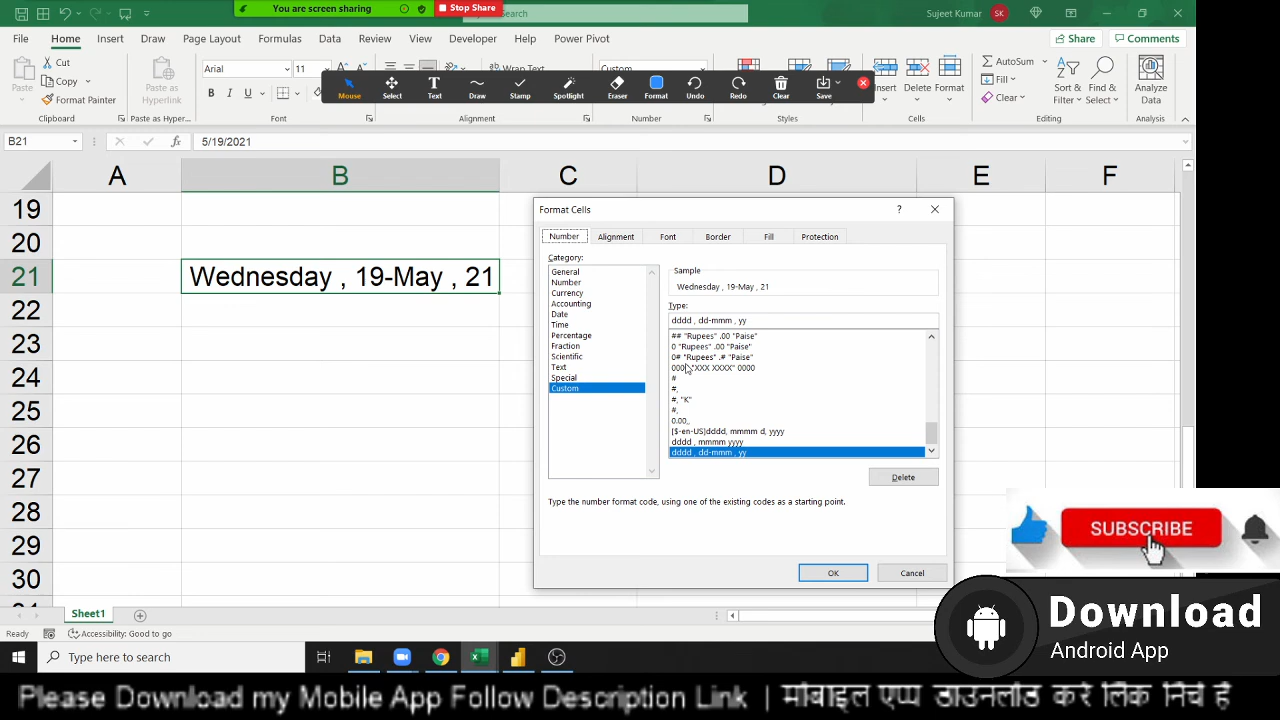 You are screen sharing
Stop Share
Search
Sujeet Kumar
SK
File
Home
Insert
Draw
Page Layout
Formulas
Data
Review
View
Developer
Help
Power Pivot
Share
Comments
Paste
Cut
Copy
Format Painter
Clipboard
Paste as Hyperlink
Paste as Hyper...
Arial
11
B I U
Font
Wrap Text
Alignment
Custom
Number
Styles
Insert
Delete
Format
Cells
AutoSum
Fill
Clear
Sort & Filter
Find & Select
Editing
Analyze Data
Analysis
Mouse
Select
Text
Draw
Stamp
Spotlight
Eraser
Format
Undo
Redo
Clear
Save
B21
fx
5/19/2021
A B C D E F
19
20
21 Wednesday , 19-May , 21
22
23
24
25
26
27
28
29
30
Format Cells
?
Number
Alignment
Font
Border
Fill
Protection
Category:
General
Number
Currency
Accounting
Date
Time
Percentage
Fraction
Scientific
Text
Special
Custom
Sample
Wednesday , 19-May , 21
Type:
dddd , dd-mmm , yy
## "Rupees" .00 "Paise"
0 "Rupees" .00 "Paise"
0# "Rupees" .# "Paise"
"XXX XXXX" 0000
#
#,
#, "K"
#,
0.00,,
[$-en-US]dddd, mmmm d, yyyy
dddd , mmmm yyyy
dddd , dd-mmm , yy
Delete
Type the number format code, using one of the existing codes as a starting point.
OK
Cancel
SUBSCRIBE
Download
Android App
Sheet1
Ready
Accessibility: Good to go
Type here to search
Please Download my Mobile App Follow Description Link | मोबाइल एप्प डाउनलोड करे लिंक निचे है